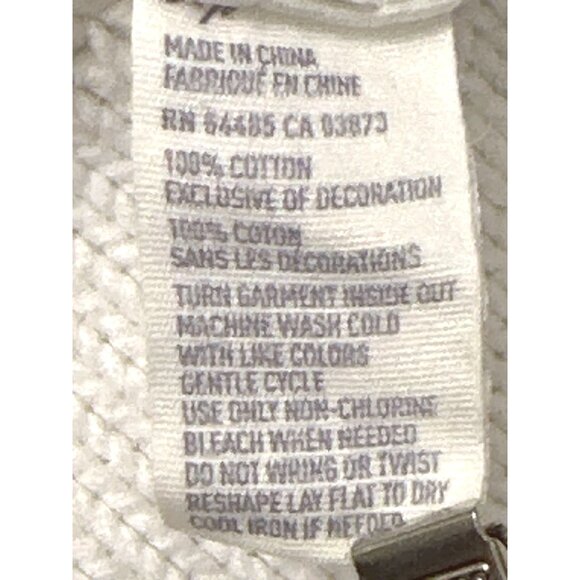 MADE IN CHINA
FABRIQUÉ EN CHINE
RN 54485 CA 03873
100% COTTON
EXCLUSIVE OF DECORATION
100% COTON
SANS LES DECORATIONS
TURN GARMENT INSIDE OUT
MACHINE WASH COLD
WITH LIKE COLORS
GENTLE CYCLE
USE ONLY NON-CHLORINE
BLEACH WHEN NEEDED
DO NOT WRING OR TWIST
RESHAPE LAY FLAT TO DRY
COOL IRON IF NEEDED